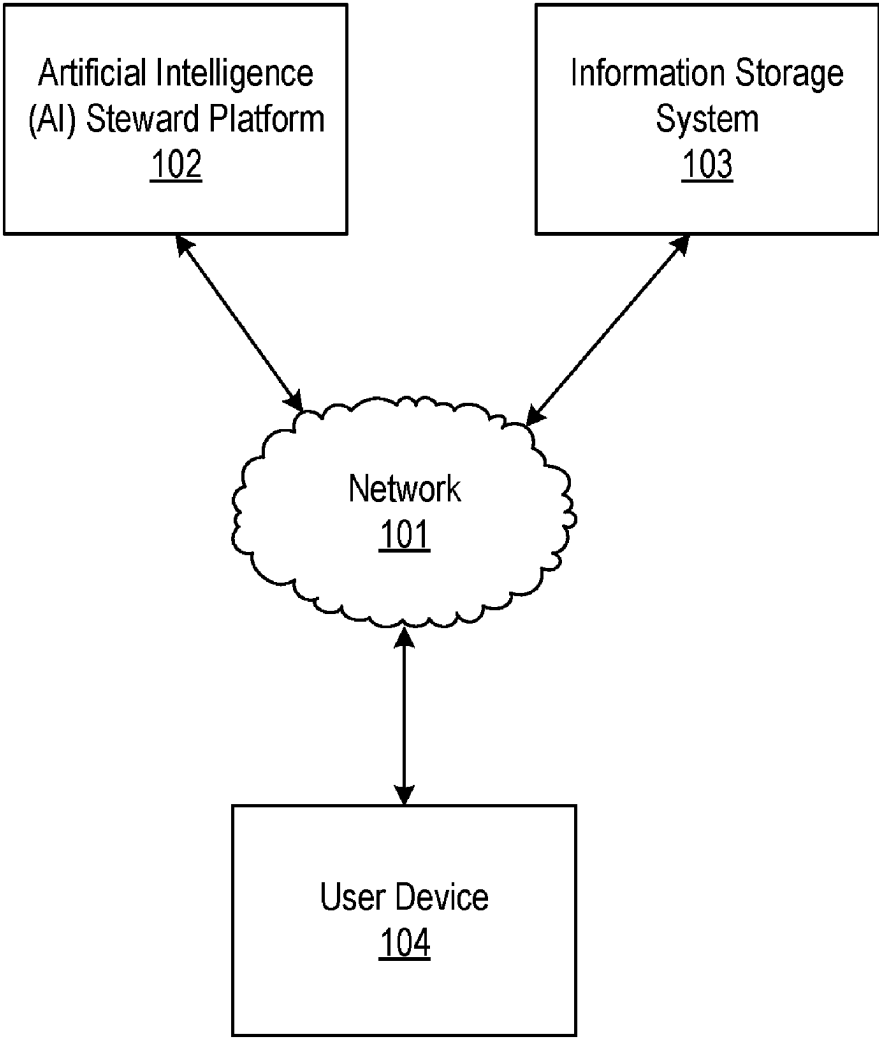 Artificial Intelligence
(AI) Steward Platform
102
Information Storage
System
103
Network
101
User Device
104